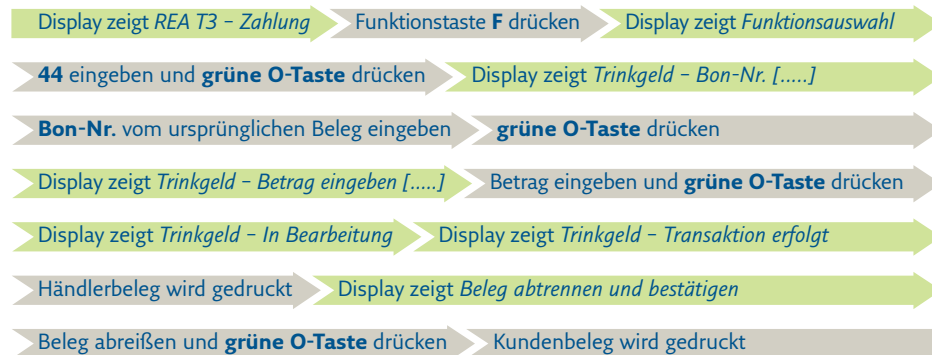 Display zeigt REA T3 – Zahlung Funktionstaste F drücken Display zeigt Funktionsauswahl
44 eingeben und grüne O-Taste drücken Display zeigt Trinkgeld – Bon-Nr. [.....]
Bon-Nr. vom ursprünglichen Beleg eingeben grüne O-Taste drücken
Display zeigt Trinkgeld – Betrag eingeben [.....] Betrag eingeben und grüne O-Taste drücken
Display zeigt Trinkgeld – In Bearbeitung Display zeigt Trinkgeld – Transaktion erfolgt
Händlerbeleg wird gedruckt Display zeigt Beleg abtrennen und bestätigen
Beleg abreißen und grüne O-Taste drücken Kundenbeleg wird gedruckt